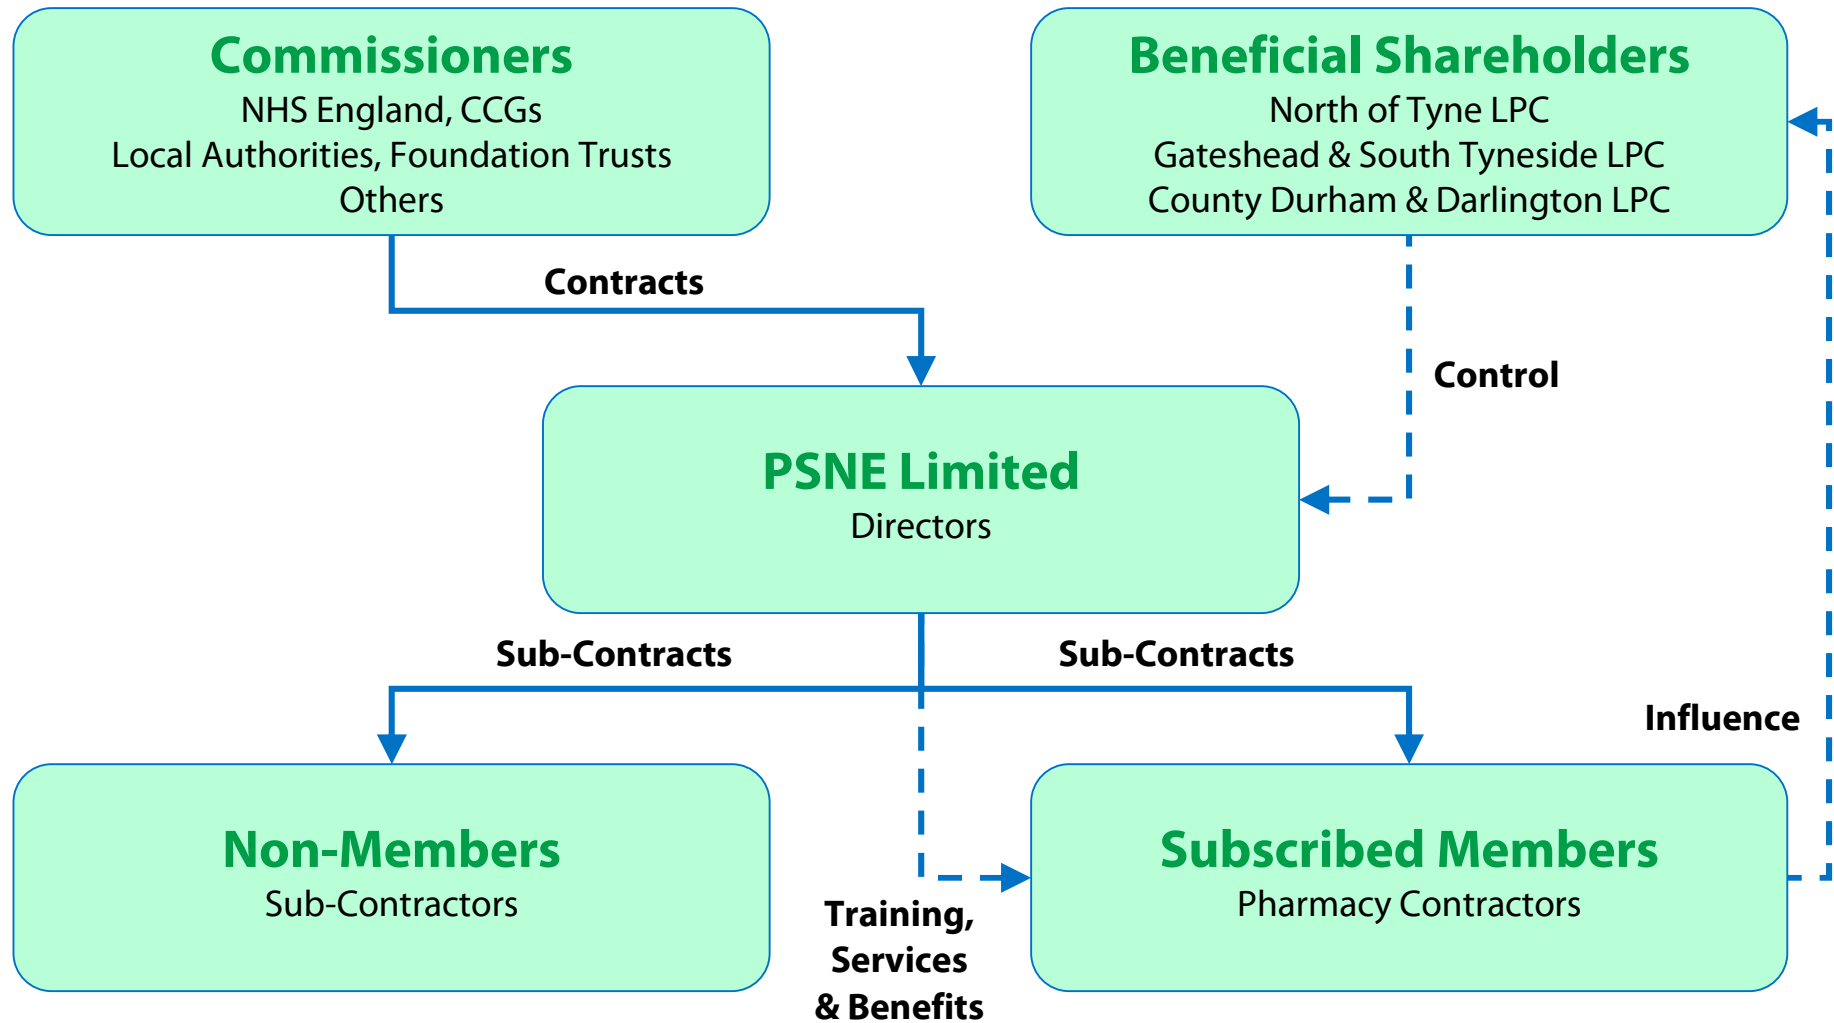 Commissioners
NHS England, CCGs
Local Authorities, Foundation Trusts
Others
Beneficial Shareholders
North of Tyne LPC
Gateshead & South Tyneside LPC
County Durham & Darlington LPC
Contracts
Control
PSNE Limited
Directors
Sub-Contracts
Sub-Contracts
Influence
Non-Members
Sub-Contractors
Training,
Services
& Benefits
Subscribed Members
Pharmacy Contractors